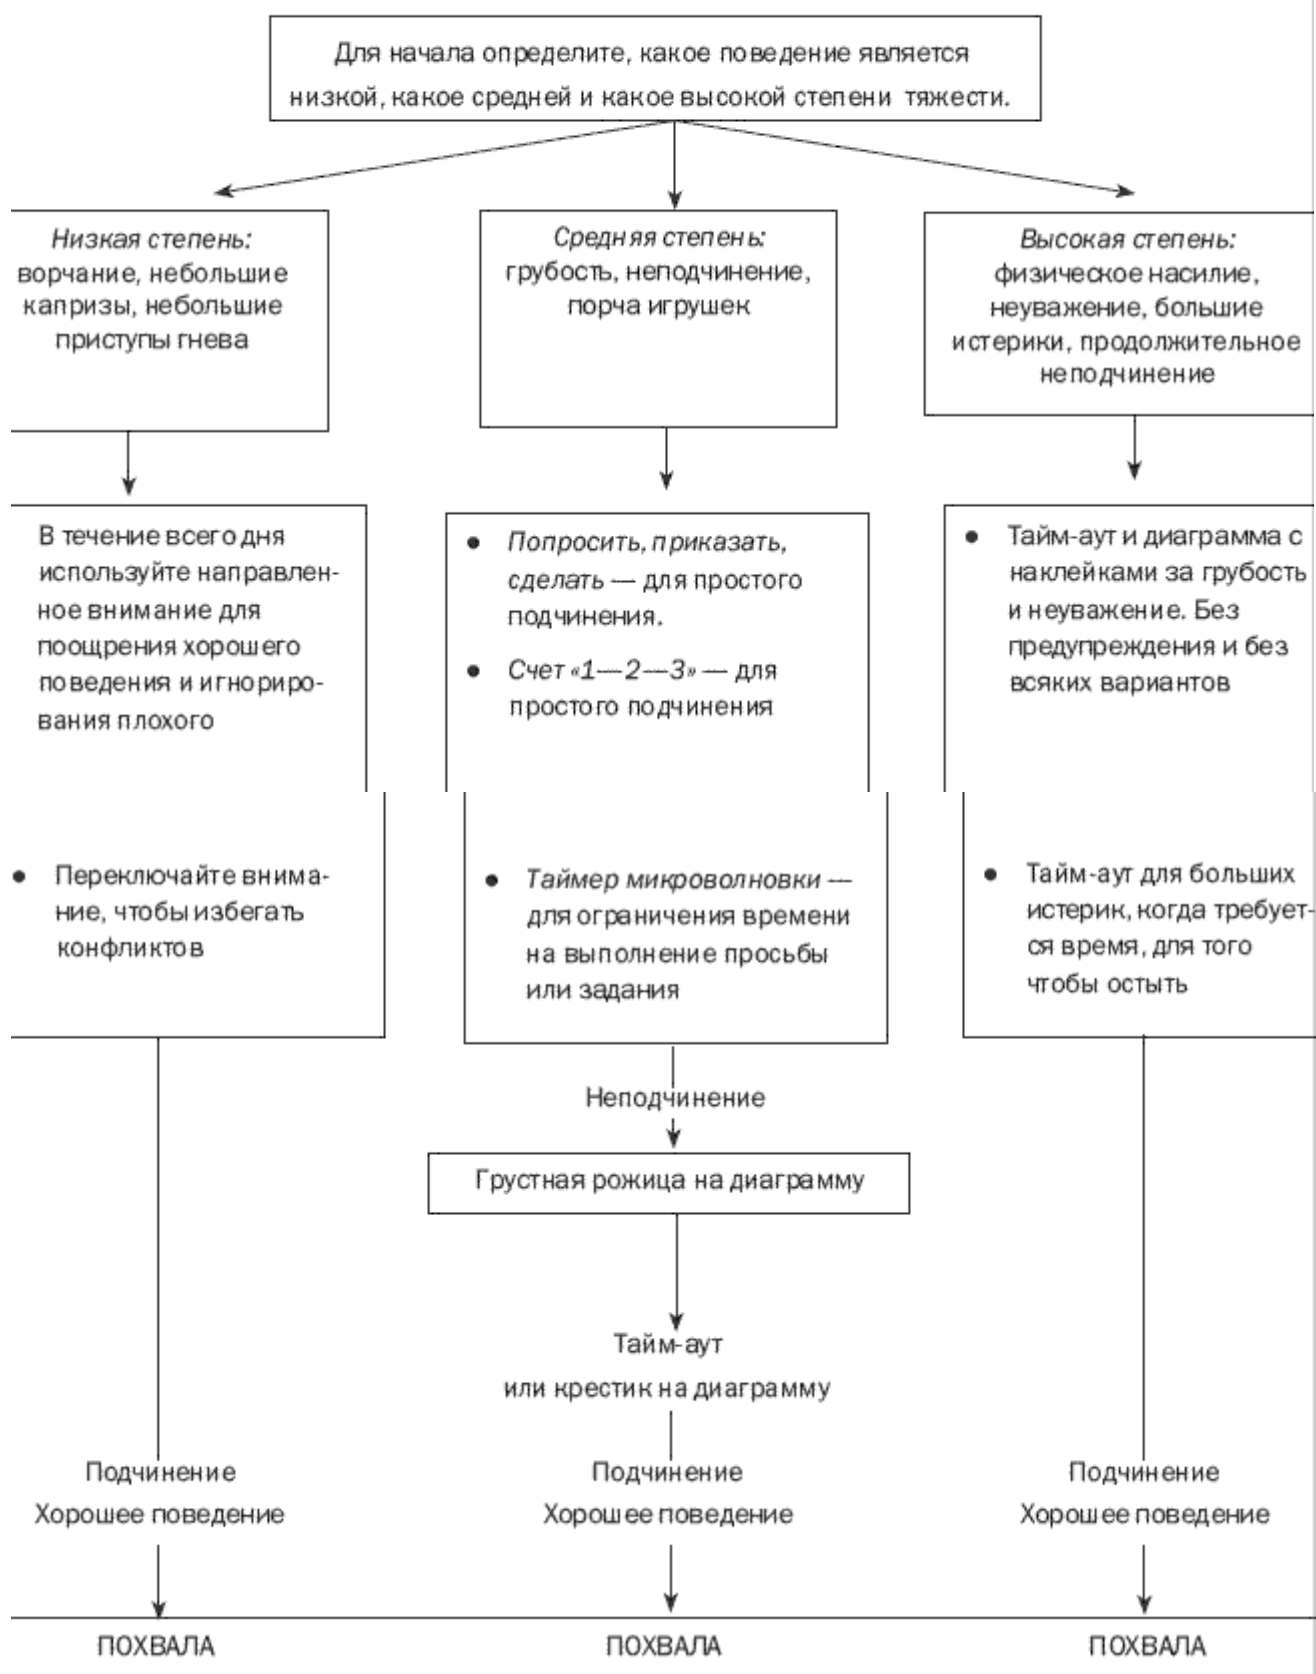 Для начала определите, какое поведение является
низкой, какое средней и какое высокой степени тяжести.
Низкая степень:
ворчание, небольшие
капризы, небольшие
приступы гнева
Средняя степень:
грубость, неподчинение,
порча игрушек
Высокая степень:
физическое насилие,
неуважение, большие
истерики, продолжительное
неподчинение
В течение всего дня
используйте направлен-
ное внимание для
поощрения хорошего
поведения и игнориро-
вания плохого
● Переключайте внима-
ние, чтобы избегать
конфликтов
● Попросить, приказать,
сделать — для простого
подчинения.
● Счет «1—2—3» — для
простого подчинения
● Таймер микроволновки —
для ограничения времени
на выполнение просьбы
или задания
● Тайм-аут и диаграмма с
наклейками за грубость
и неуважение. Без
предупреждения и без
всяких вариантов
● Тайм-аут для больших
истерик, когда требует-
ся время, для того
чтобы остыть
Неподчинение
Грустная рожица на диаграмму
Тайм-аут
или крестик на диаграмму
Подчинение
Хорошее поведение
Подчинение
Хорошее поведение
Подчинение
Хорошее поведение
ПОХВАЛА
ПОХВАЛА
ПОХВАЛА